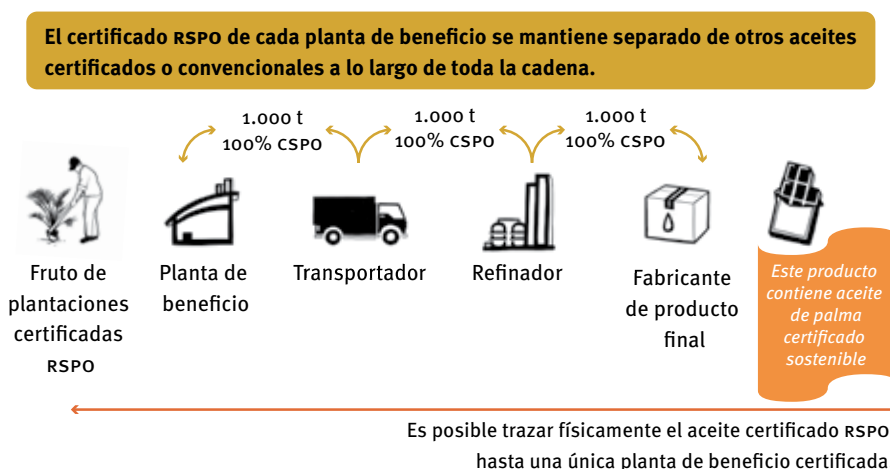 El certificado RSPO de cada planta de beneficio se mantiene separado de otros aceites
certificados o convencionales a lo largo de toda la cadena.
1.000 t
100% CSPO
1.000 t
100% CSPO
1.000 t
100% CSPO
Fruto de
plantaciones
certificadas
RSPO
Planta de
beneficio
Transportador
Refinador
Fabricante
de producto
final
Este producto
contiene aceite
de palma
certificado
sostenible
Es posible trazar físicamente el aceite certificado RSPO
hasta una única planta de beneficio certificada